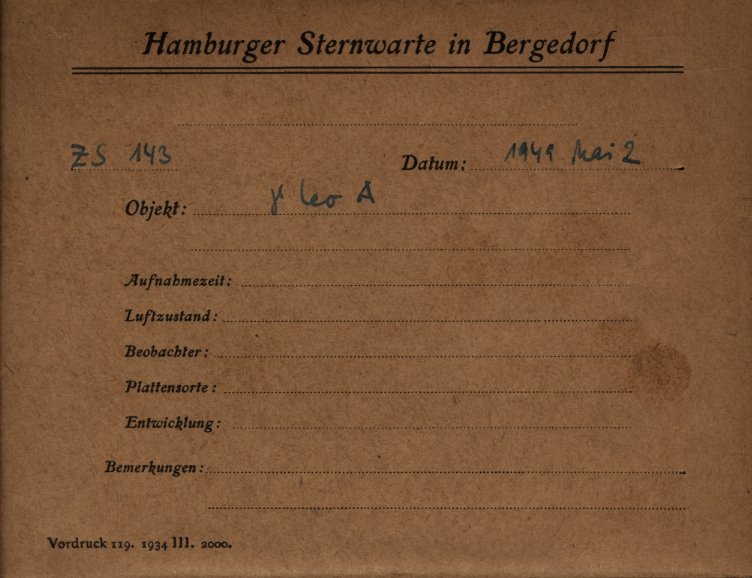 Hamburger Sternwarte in Bergedorf
ZS 143
Datum: 1949 Mai 2
Objekt: γ Leo A
Aufnahmezeit:
Luftzustand:
Beobachter:
Plattensorte:
Entwicklung:
Bemerkungen:
Vordruck 119. 1934 III. 2000.